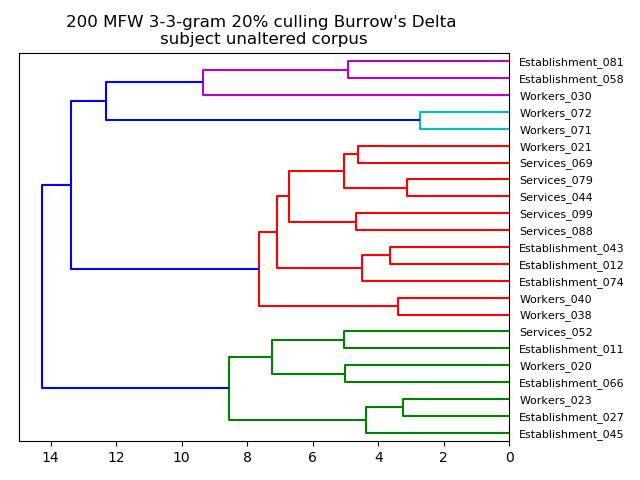 200 MFW 3-3-gram 20% culling Burrow's Delta
subject unaltered corpus
Establishment_081
Establishment_058
Workers_030
Workers_072
Workers_071
Workers_021
Services_069
Services_079
Services_044
Services_099
Services_088
Establishment_043
Establishment_012
Establishment_074
Workers_040
Workers_038
Services_052
Establishment_011
Workers_020
Establishment_066
Workers_023
Establishment_027
Establishment_045
14 12 10 8 6 4 2 0